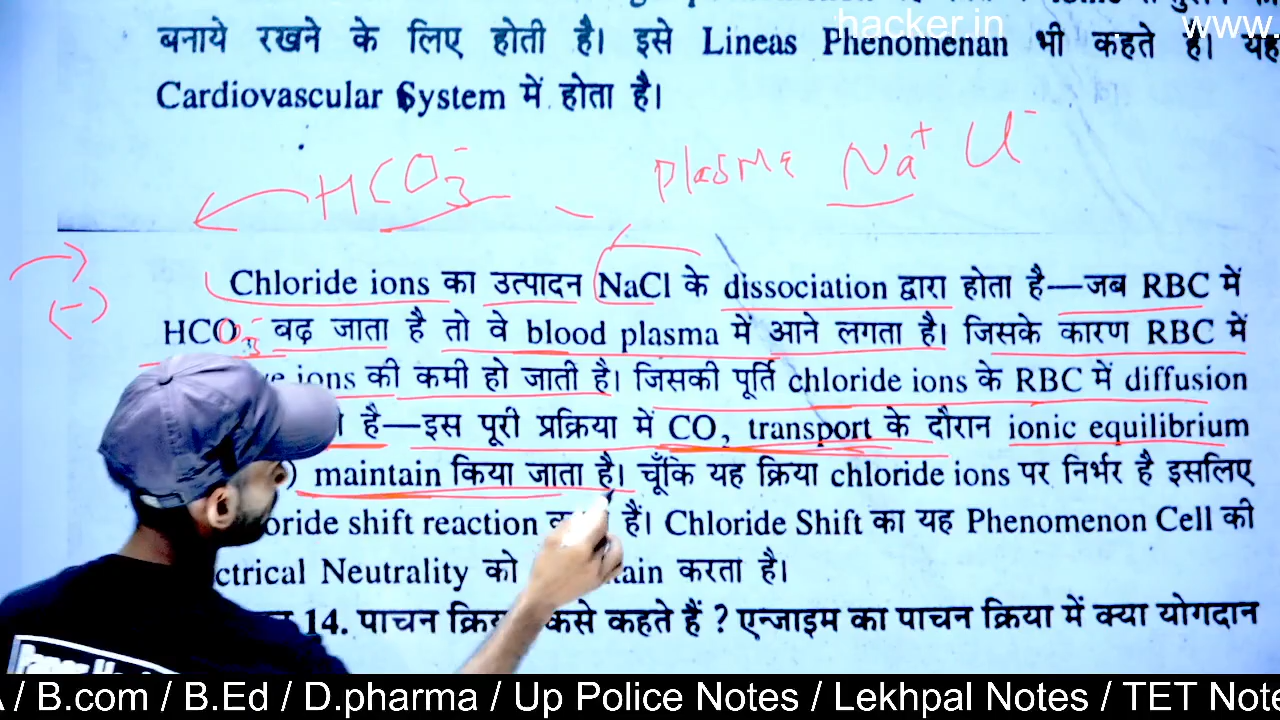 hacker.in www.
बनाये रखने के लिए होती है। इसे Lineas Phenomenan भी कहते हैं। यह
Cardiovascular System में होता है।
HCO3- Plasma Na+ Cl-
(-)
Chloride ions का उत्पादन NaCl के dissociation द्वारा होता है—जब RBC में
HCO3- बढ़ जाता है तो वे blood plasma में आने लगता है। जिसके कारण RBC में
ions की कमी हो जाती है। जिसकी पूर्ति chloride ions के RBC में diffusion
है—इस पूरी प्रक्रिया में CO2 transport के दौरान ionic equilibrium
) maintain किया जाता है। चूँकि यह क्रिया chloride ions पर निर्भर है इसलिए
shift reaction हैं। Chloride Shift का यह Phenomenon Cell की
Neutrality को करता है।
14. पाचन कहते हैं ? एन्जाइम का पाचन क्रिया में क्या योगदान
/ B.com / B.Ed / D.pharma / Up Police Notes / Lekhpal Notes / TET Note